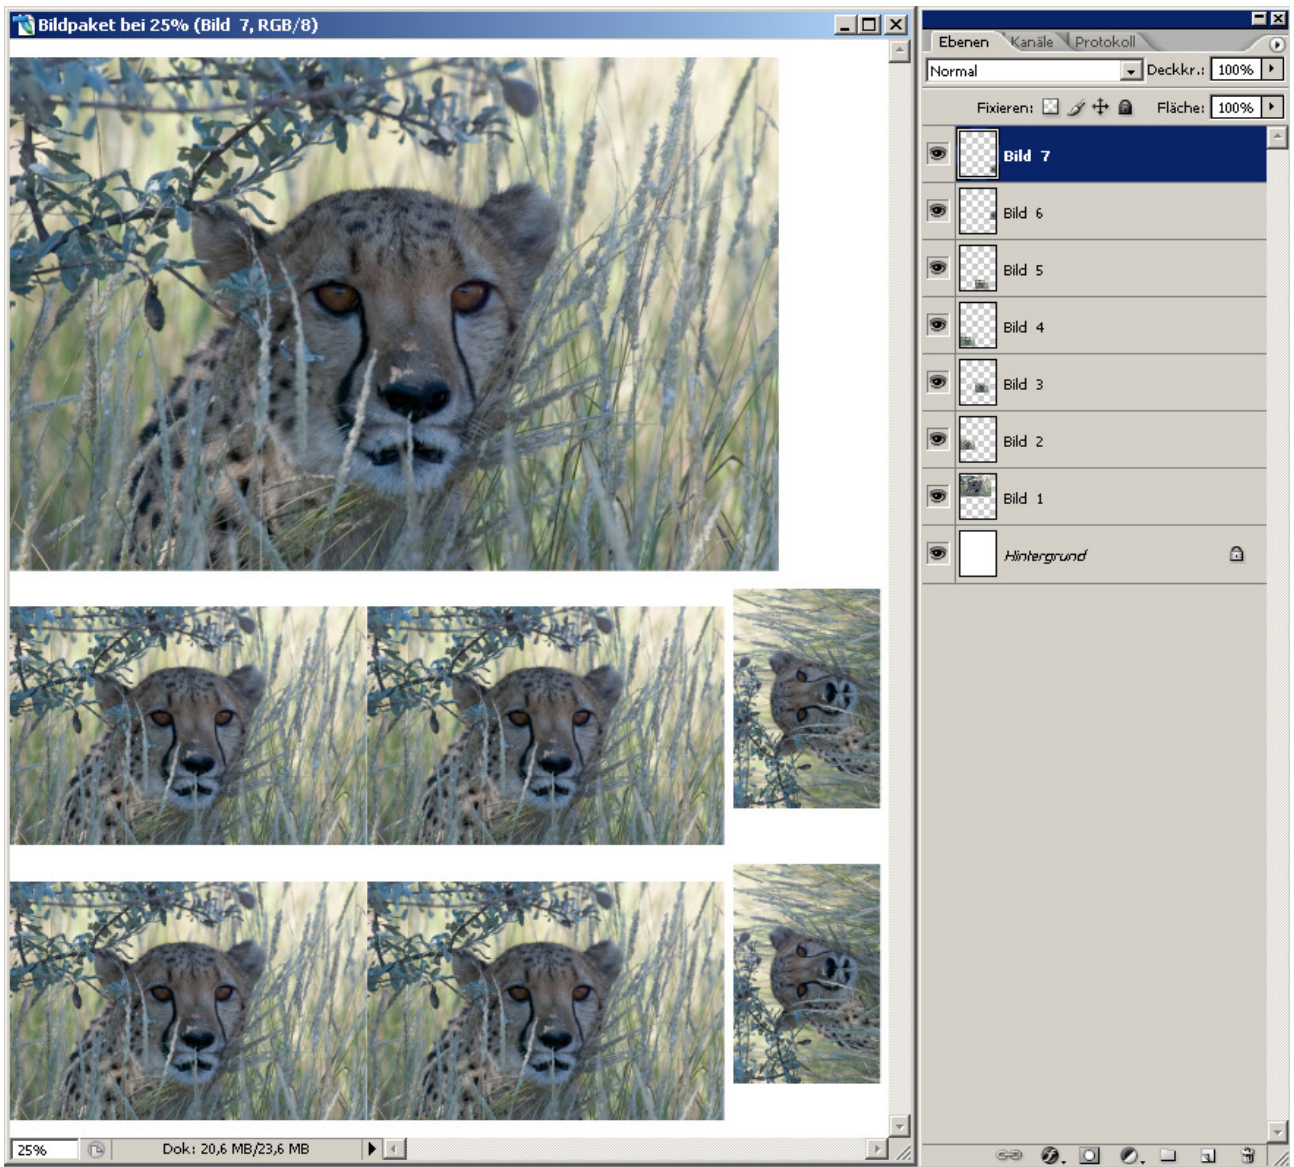 Bildpaket bei 25% (Bild 7, RGB/8)
Ebenen Kanäle Protokoll
Normal Deckkr.: 100%
Fixieren: Fläche: 100%
Bild 7
Bild 6
Bild 5
Bild 4
Bild 3
Bild 2
Bild 1
Hintergrund
25% Dok: 20,6 MB/23,6 MB